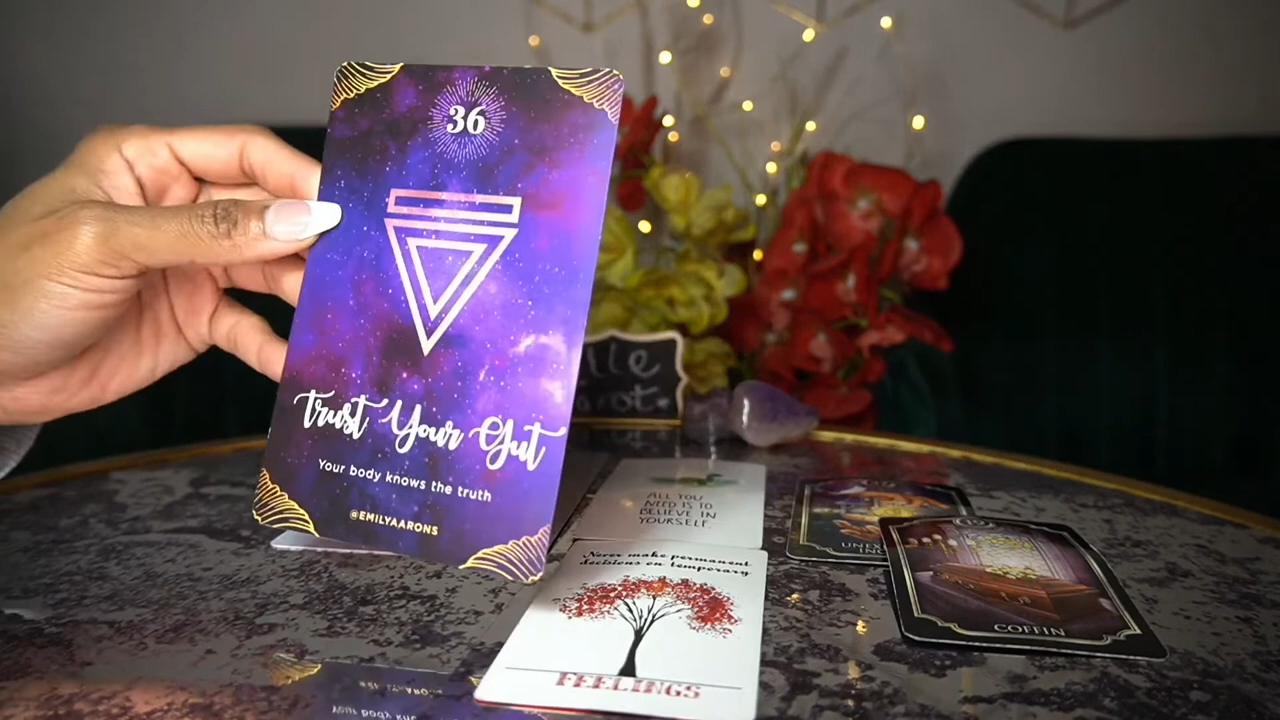 36
trust Your Gut
Your body knows the truth
@EMILYAARONS
ALL YOU
NEED IS TO
BELIEVE IN
YOURSELF.
Never make permanent
decisions on temporary
FEELINGS
COFFIN